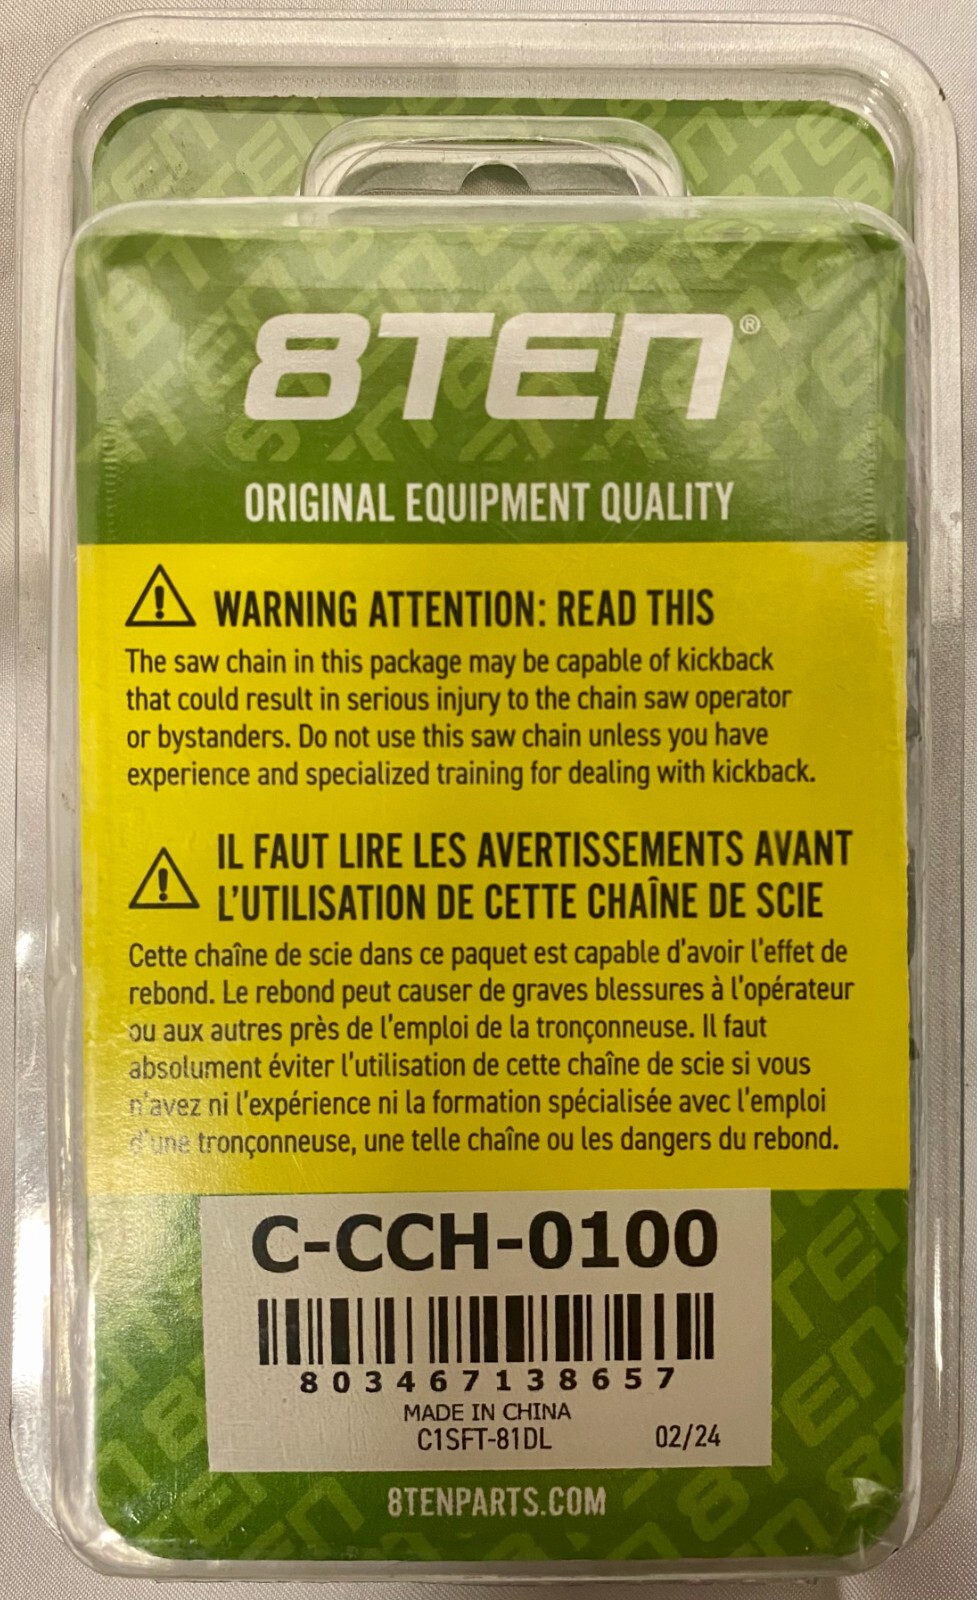 8TEN®
ORIGINAL EQUIPMENT QUALITY
WARNING ATTENTION: READ THIS
The saw chain in this package may be capable of kickback
that could result in serious injury to the chain saw operator
or bystanders. Do not use this saw chain unless you have
experience and specialized training for dealing with kickback.
IL FAUT LIRE LES AVERTISSEMENTS AVANT
L'UTILISATION DE CETTE CHAÎNE DE SCIE
Cette chaîne de scie dans ce paquet est capable d'avoir l'effet de
rebond. Le rebond peut causer de graves blessures à l'opérateur
ou aux autres près de l'emploi de la tronçonneuse. Il faut
absolument éviter l'utilisation de cette chaîne de scie si vous
n'avez ni l'expérience ni la formation spécialisée avec l'emploi
d'une tronçonneuse, une telle chaîne ou les dangers du rebond.
C-CCH-0100
803467138657
MADE IN CHINA
C1SFT-81DL 02/24
8TENPARTS.COM